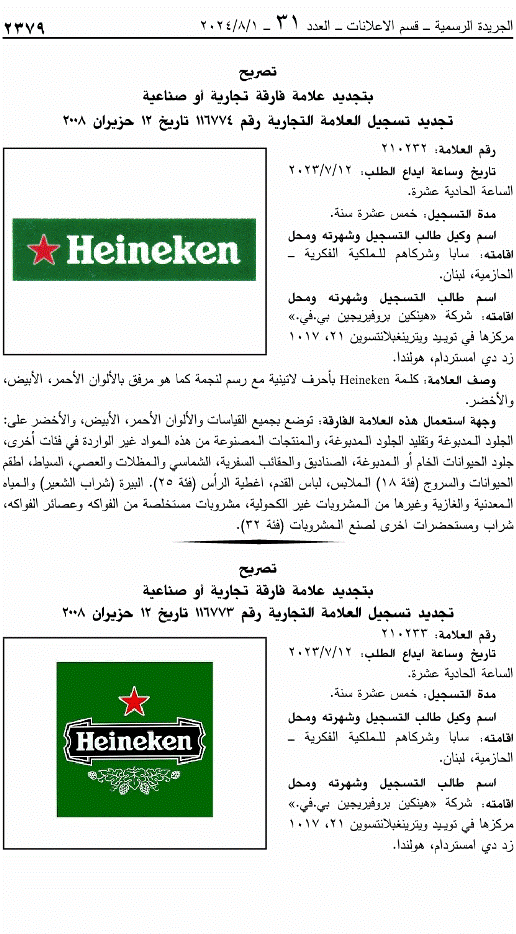 الجريدة الرسمية ــ قسم الاعلانات ــ العدد ٣١ ــ ٢٠٢٤/٨/١
٢٣٧٩
تصريح
بتجديد علامة فارقة تجارية أو صناعية
تجديد تسجيل العلامة التجارية رقم ١١٦٧٧٤ تاريخ ١٢ حزيران ٢٠٠٨
رقم العلامة: ٢١٠٢٣٢
تاريخ وساعة ايداع الطلب: ٢٠٢٣/٧/١٢
الساعة الحادية عشرة.
مدة التسجيل: خمس عشرة سنة.
اسم وكيل طالب التسجيل وشهرته ومحل
اقامته: سابا وشركاهم للملكية الفكرية ــ
الحازمية، لبنان.
اسم طالب التسجيل وشهرته ومحل
اقامته: شركة «هينكين بروفيريجين بي.في.»
مركزها في توييد ويترينغبلانتسوين ٢١، ١٠١٧
زد دي امستردام، هولندا.
Heineken
وصف العلامة: كلمة Heineken بأحرف لاتينية مع رسم لنجمة كما هو مرفق بالألوان الأحمر، الأبيض،
والأخضر.
وجهة استعمال هذه العلامة الفارقة: توضع بجميع القياسات والألوان الأحمر، الأبيض، والأخضر على:
الجلود المدبوغة وتقليد الجلود المدبوغة، والمنتجات المصنوعة من هذه المواد غير الواردة في فئات أخرى،
جلود الحيوانات الخام أو المدبوغة، الصناديق والحقائب السفرية، الشماسي والمظلات والعصي، السياط، اطقم
الحيوانات والسروج (فئة ١٨) الملابس، لباس القدم، اغطية الرأس (فئة ٢٥). البيرة (شراب الشعير) والمياه
المعدنية والغازية وغيرها من المشروبات غير الكحولية، مشروبات مستخلصة من الفواكه وعصائر الفواكه،
شراب ومستحضرات اخرى لصنع المشروبات (فئة ٣٢).
تصريح
بتجديد علامة فارقة تجارية أو صناعية
تجديد تسجيل العلامة التجارية رقم ١١٦٧٧٣ تاريخ ١٢ حزيران ٢٠٠٨
رقم العلامة: ٢١٠٢٣٣
تاريخ وساعة ايداع الطلب: ٢٠٢٣/٧/١٢
الساعة الحادية عشرة.
مدة التسجيل: خمس عشرة سنة.
اسم وكيل طالب التسجيل وشهرته ومحل
اقامته: سابا وشركاهم للملكية الفكرية ــ
الحازمية، لبنان.
اسم طالب التسجيل وشهرته ومحل
اقامته: شركة «هينكين بروفيريجين بي.في.»
مركزها في توييد ويترينغبلانتسوين ٢١، ١٠١٧
زد دي امستردام، هولندا.
Heineken